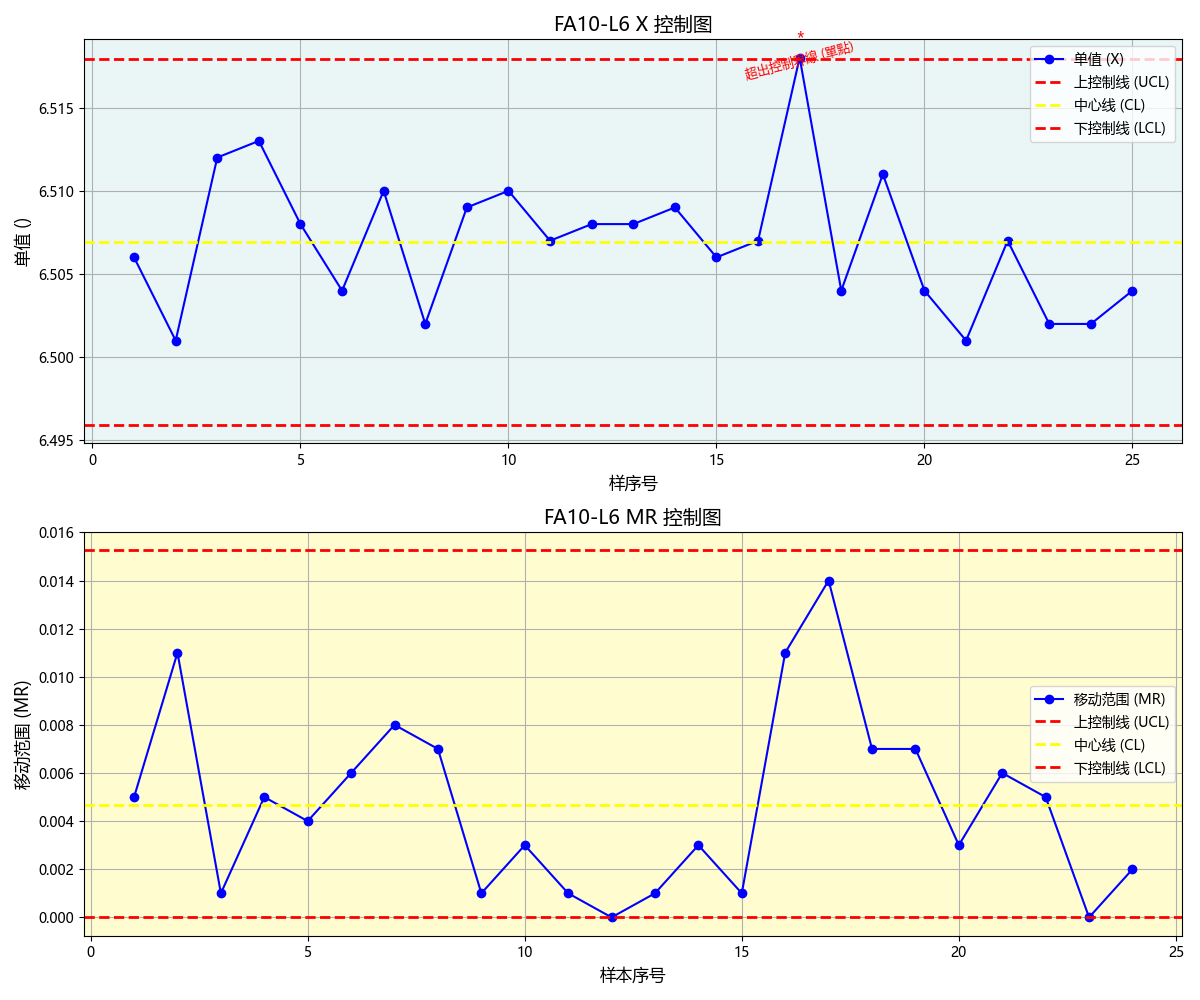 FA10-L6 X 控制图
*
超出控制界線 (單點)
单值 (X)
上控制线 (UCL)
中心线 (CL)
下控制线 (LCL)
单值 ()
6.515
6.510
6.505
6.500
6.495
0 5 10 15 20 25
样序号
FA10-L6 MR 控制图
移动范围 (MR)
0.016
0.014
0.012
0.010
0.008
0.006
0.004
0.002
0.000
移动范围 (MR)
上控制线 (UCL)
中心线 (CL)
下控制线 (LCL)
0 5 10 15 20 25
样本序号